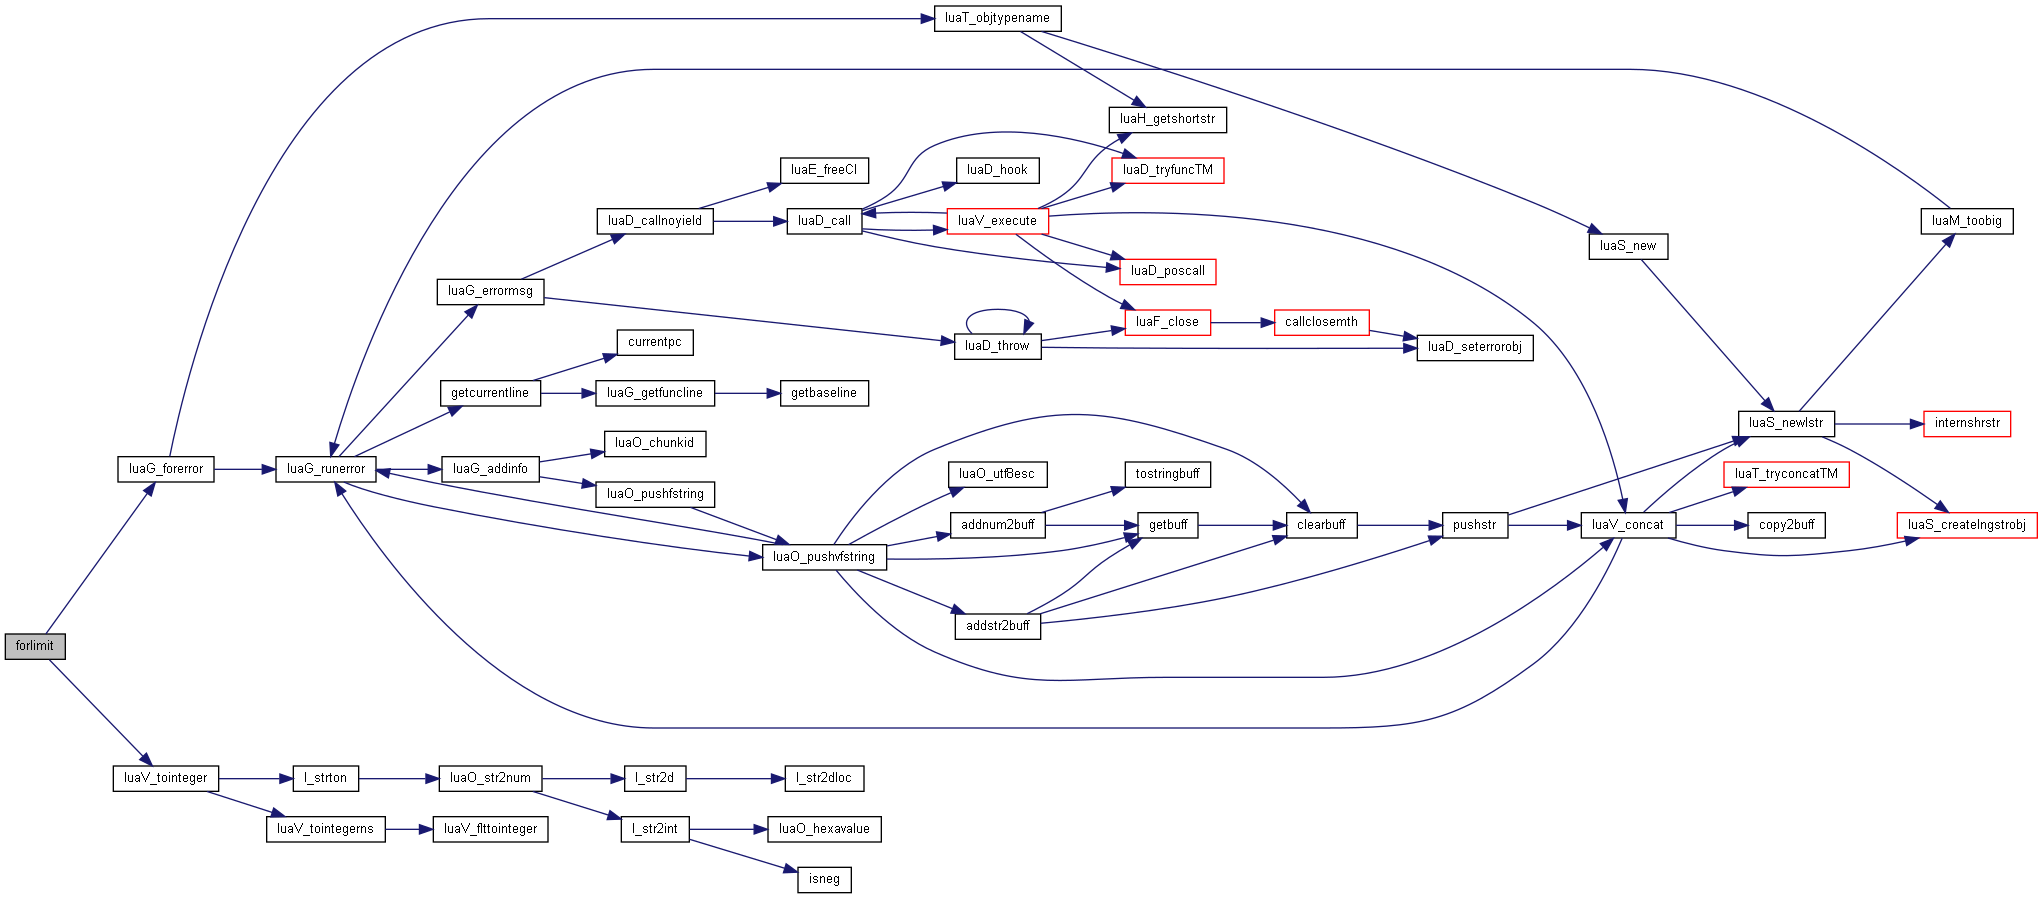 luaT_objtypename
luaH_getshortstr
luaE_freeCI
luaD_hook
luaD_tryfuncTM
luaD_callnoyield
luaD_call
luaV_execute
luaM_toobig
luaS_new
luaD_poscall
luaG_errormsg
luaF_close
callclosemth
currentpc
luaD_throw
luaD_seterrorobj
getcurrentline
luaG_getfuncline
getbaseline
luaS_newlstr
internshrstr
luaO_chunkid
luaG_forerror
luaG_runerror
luaG_addinfo
luaO_utf8esc
tostringbuff
luaT_tryconcatTM
luaO_pushfstring
addnum2buff
getbuff
clearbuff
pushstr
luaV_concat
copy2buff
luaS_createlngstrobj
luaO_pushvfstring
addstr2buff
forlimit
luaV_tointeger
l_strton
luaO_str2num
l_str2d
l_str2dloc
luaV_tointegerns
luaV_flttointeger
l_str2int
luaO_hexavalue
isneg